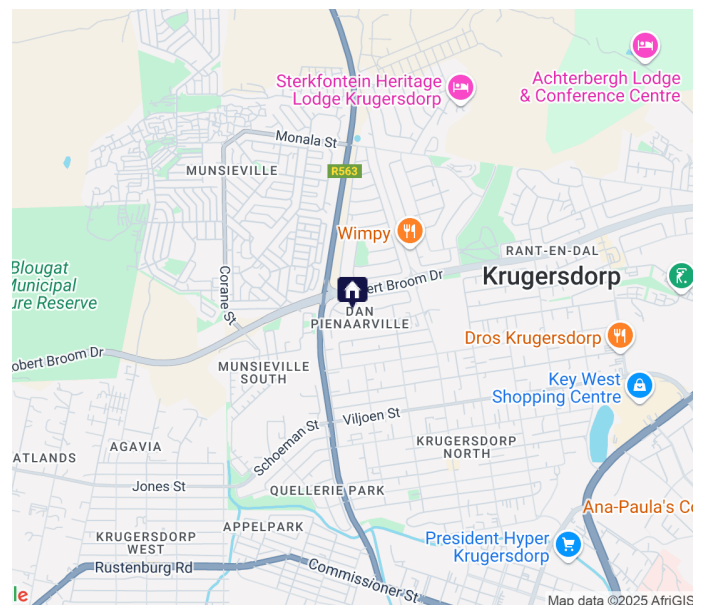 Sterkfontein Heritage
Lodge Krugersdorp
Achterbergh Lodge
& Conference Centre
Monala St
MUNSIEVILLE
R563
Wimpy
RANT-EN-DAL
Krugersdorp
Blougat
Municipal
ure Reserve
Corane St
ert Broom Dr
DAN
PIENAARVILLE
Dros Krugersdorp
obert Broom Dr
MUNSIEVILLE
SOUTH
Key West
Shopping Centre
Viljoen St
Schoeman St
KRUGERSDORP
NORTH
AGAVIA
ATLANDS
Jones St
QUELLERIE PARK
Ana-Paula's Co
APPELPARK
KRUGERSDORP
WEST
President Hyper
Krugersdorp
Rustenburg Rd
Commissioner St
le
Map data ©2025 AfriGIS